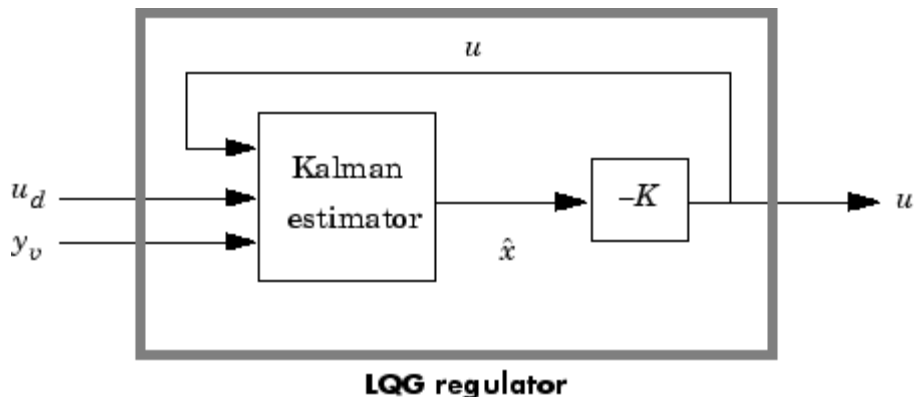 u
Kalman
estimator
u_d
y_v
x̂
–K
u
LQG regulator